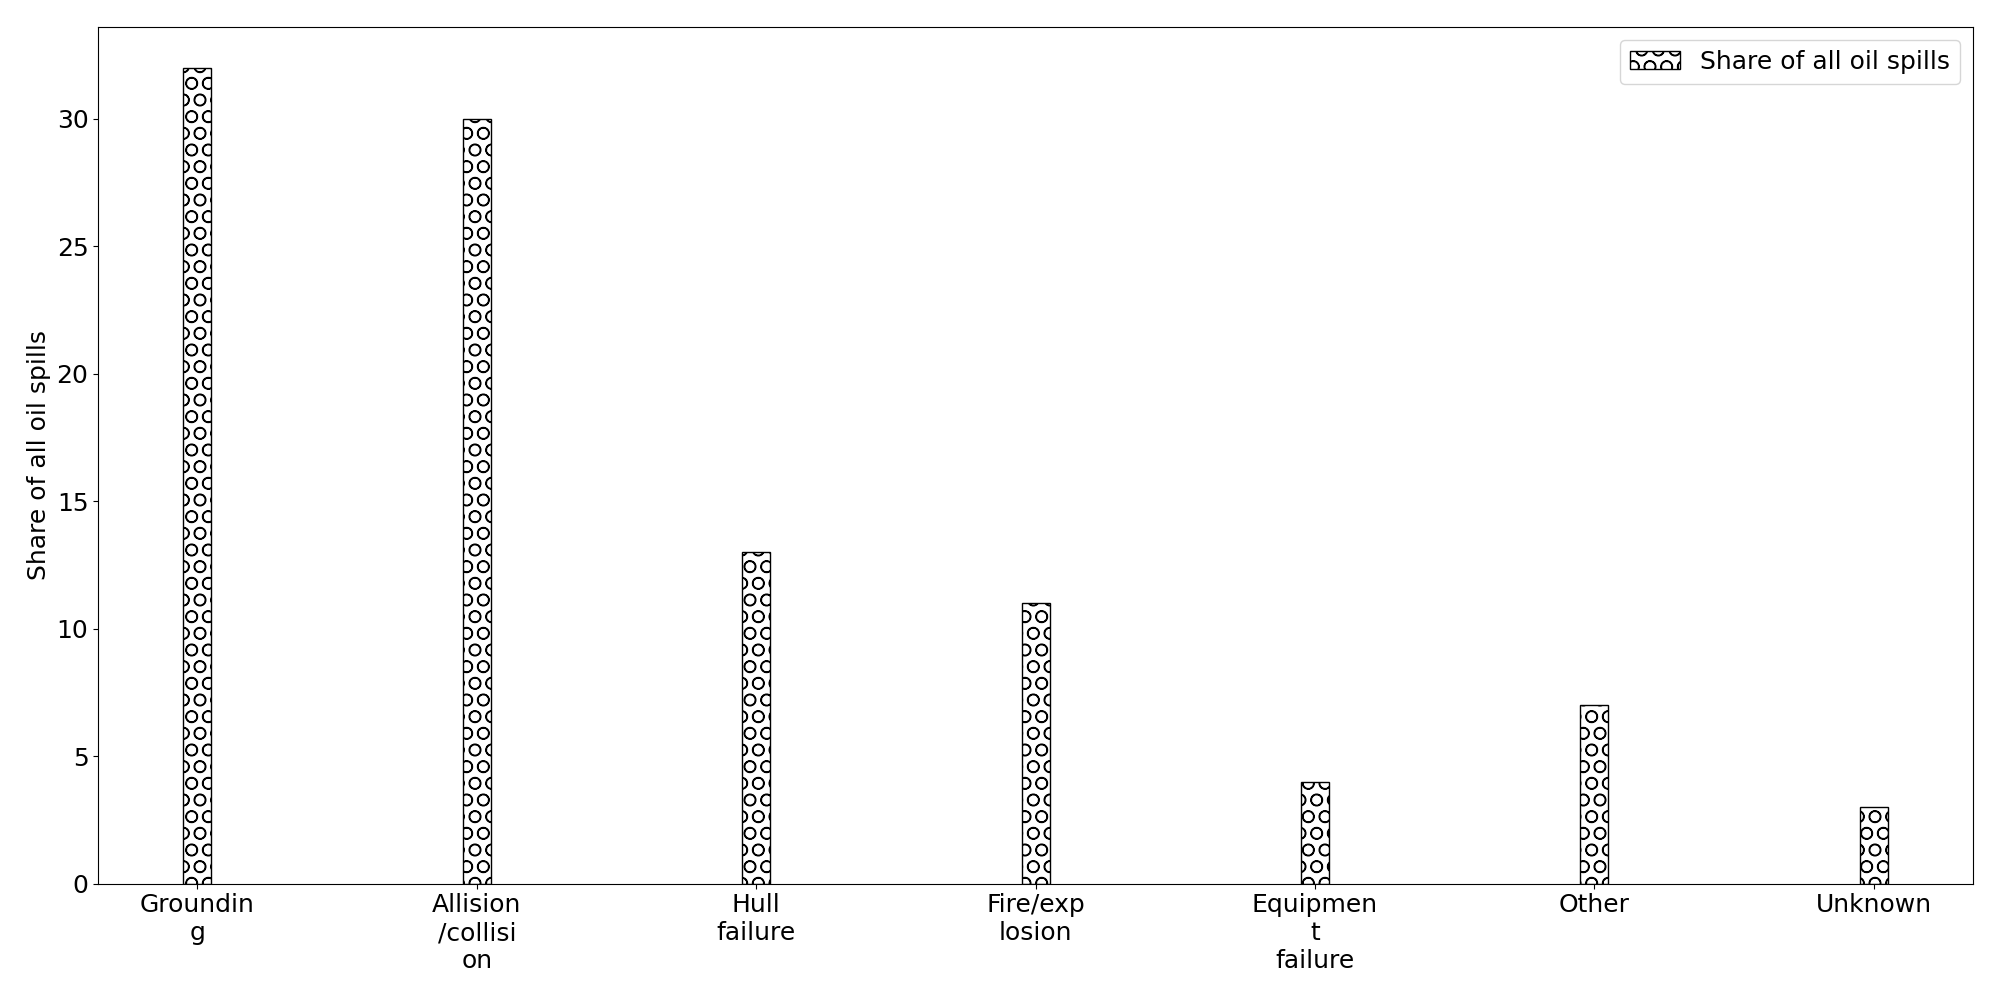 Share of all oil spills
Share of all oil spills
30
25
20
15
10
5
0
Groundin
g
Allision
/collisi
on
Hull
failure
Fire/exp
losion
Equipmen
t
failure
Other
Unknown